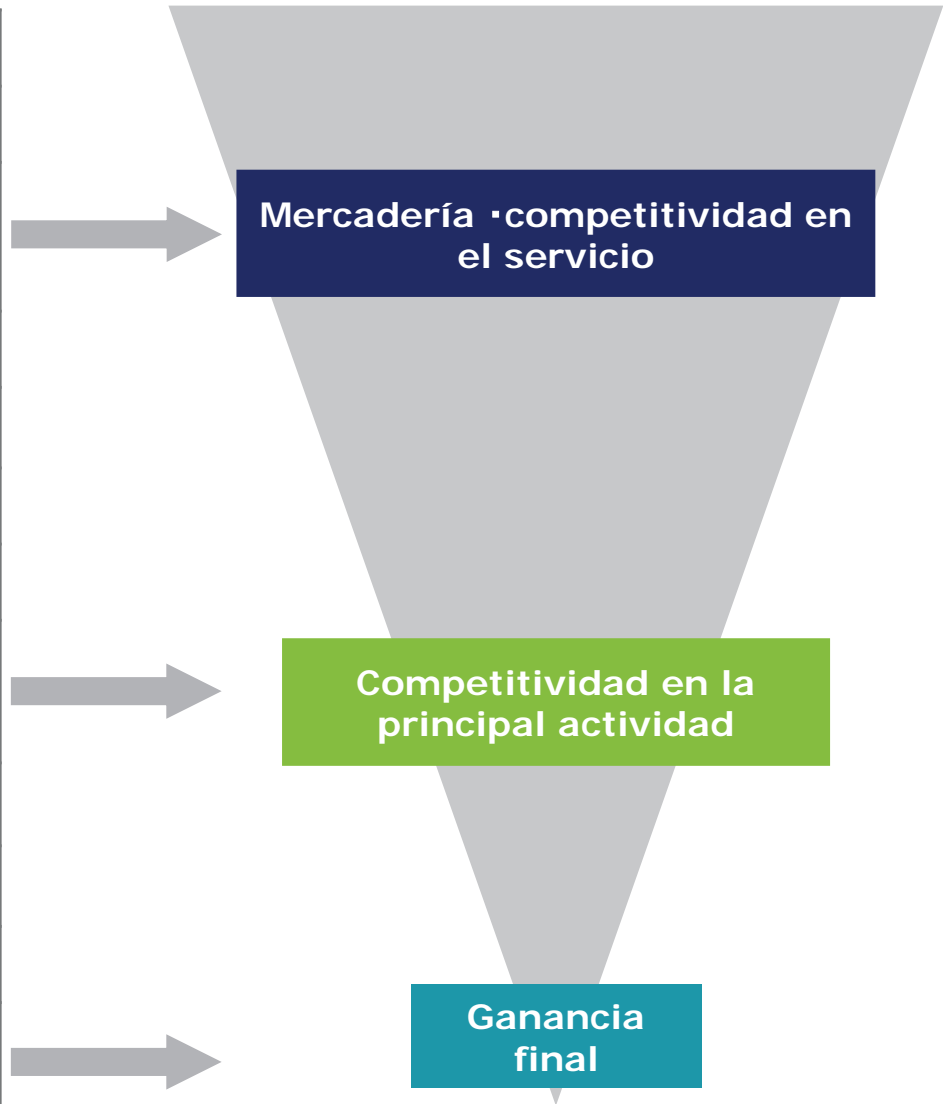 Mercadería ▪competitividad en
el servicio
Competitividad en la
principal actividad
Ganancia
final